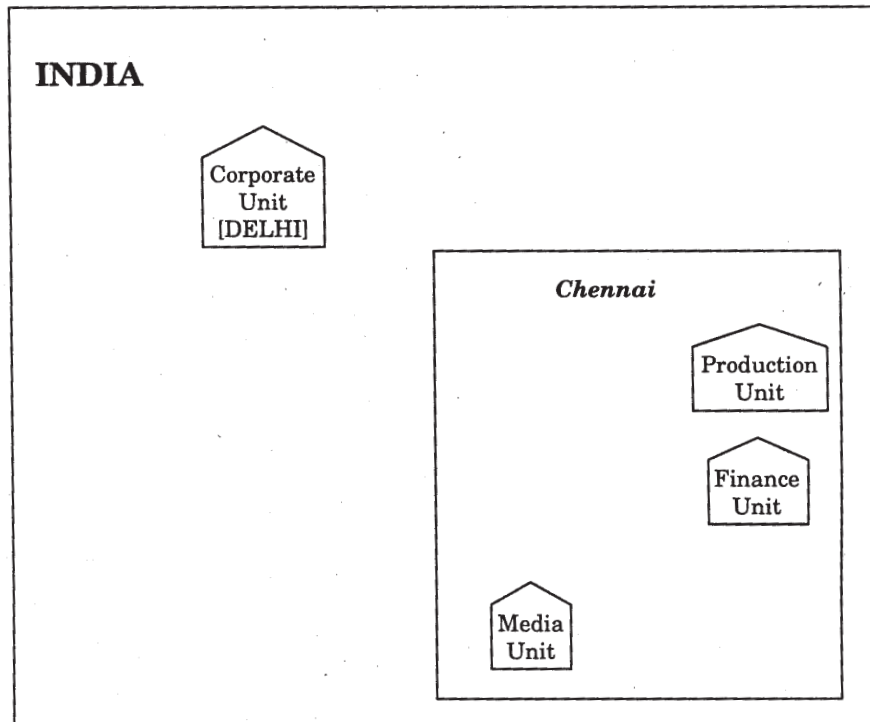 INDIA
Corporate
Unit
[DELHI]
Chennai
Production
Unit
Finance
Unit
Media
Unit